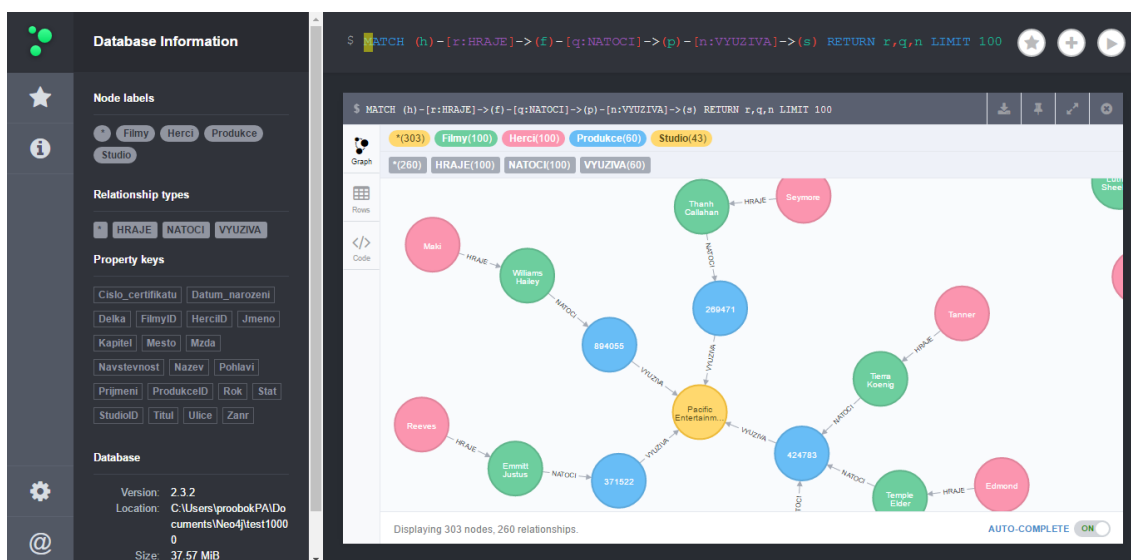 Database Information
$ MATCH (h)-[r:HRAJE]->(f)-[q:NATOCI]->(p)-[n:VYUZIVA]->(s) RETURN r,q,n LIMIT 100
Node labels
* Filmy Herci Produkce
Studio
Relationship types
* HRAJE NATOCI VYUZIVA
Property keys
Cislo_certifikatu Datum_narozeni
Delka FilmyID HerciID Jmeno
Kapitel Mesto Mzda
Navstevnost Nazev Pohlavi
Prijmeni ProdukceID Rok Stat
StudioID Titul Ulice Zanr
Database
Version: 2.3.2
Location: C:\Users\proobokPA\Do
cuments\Neo4j\test1000
0
Size: 37.57 MiB
$ MATCH (h)-[r:HRAJE]->(f)-[q:NATOCI]->(p)-[n:VYUZIVA]->(s) RETURN r,q,n LIMIT 100
Graph
Rows
Code
*(303) Filmy(100) Herci(100) Produkce(60) Studio(43)
*(260) HRAJE(100) NATOCI(100) VYUZIVA(60)
Thanh
Callahan
HRAJE
Seymore
Maki
HRAJE
Williams
Hailey
NATOCI
NATOCI
269471
894055
VYUZIVA
VYUZIVA
Tanner
HRAJE
Tierra
Koenig
NATOCI
Pacific
Entertainm...
VYUZIVA
424783
Reeves
HRAJE
Emmitt
Justus
NATOCI
371522
VYUZIVA
NATOCI
Temple
Elder
HRAJE
Edmond
Displaying 303 nodes, 260 relationships.
AUTO-COMPLETE ON